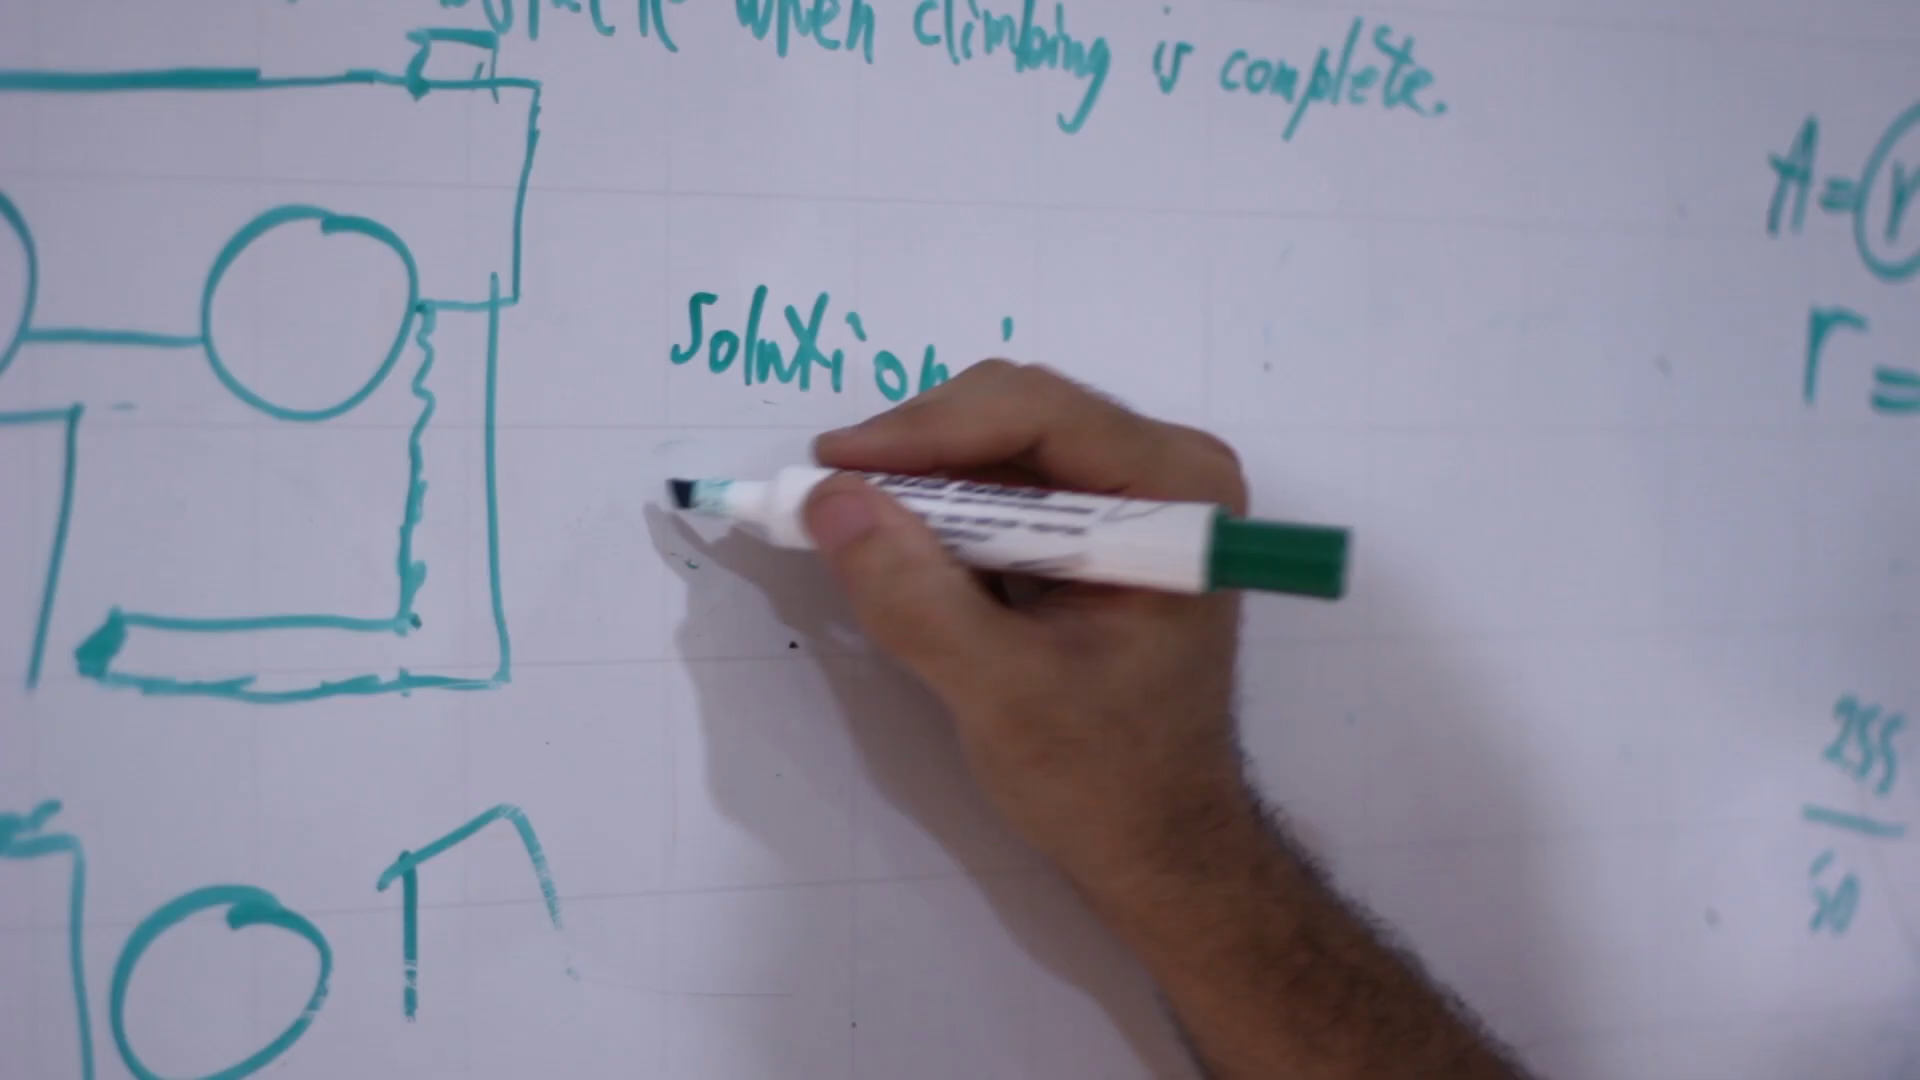 when climbing is complete.
Solution:
A=
r =
255
50